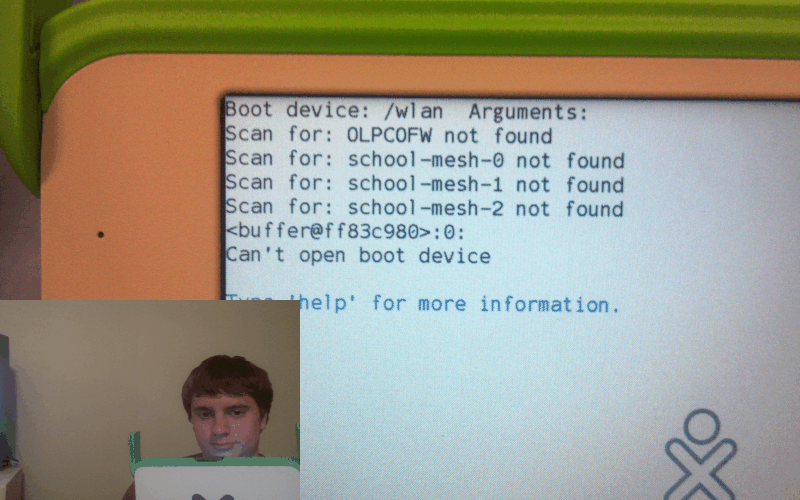 Boot device: /wlan  Arguments:
Scan for: OLPCOFW not found
Scan for: school-mesh-0 not found
Scan for: school-mesh-1 not found
Scan for: school-mesh-2 not found
<buffer@ff83c980>:0:
Can't open boot device
Type 'help' for more information.